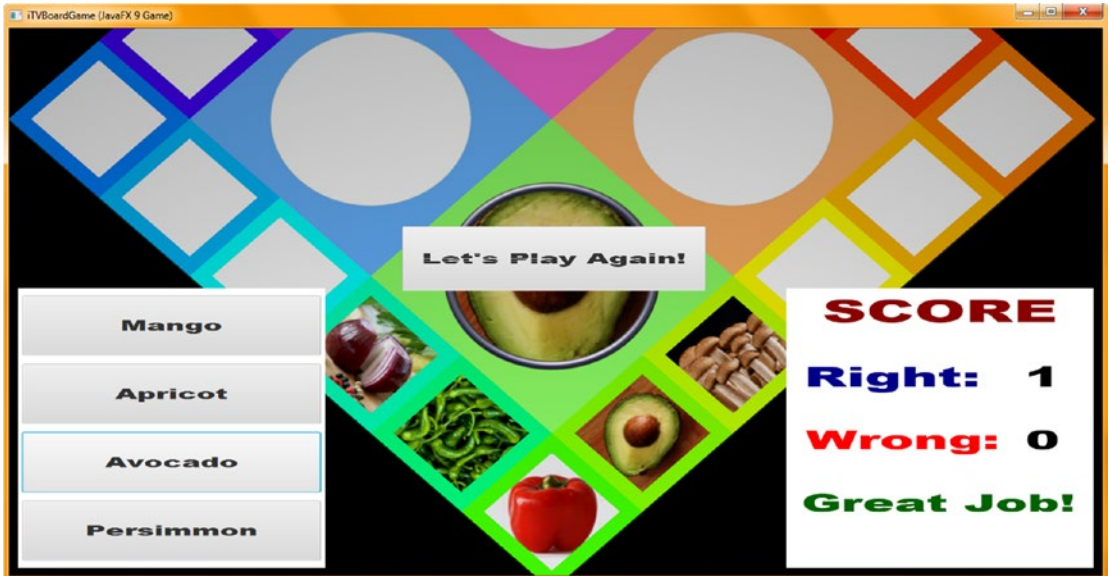 iTVBoardGame (JavaFX 9 Game)
Let's Play Again!
Mango
Apricot
Avocado
Persimmon
SCORE
Right: 1
Wrong: 0
Great Job!